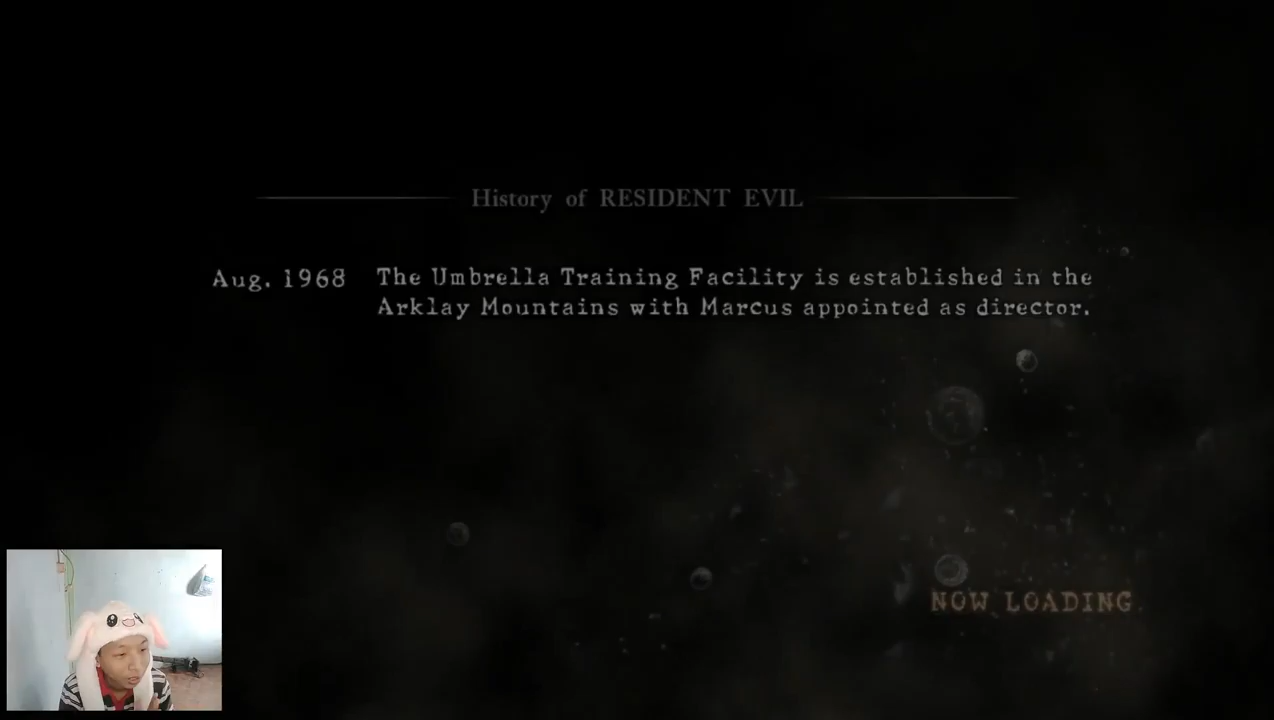 History of RESIDENT EVIL
Aug. 1968 The Umbrella Training Facility is established in the
Arklay Mountains with Marcus appointed as director.
NOW LOADING